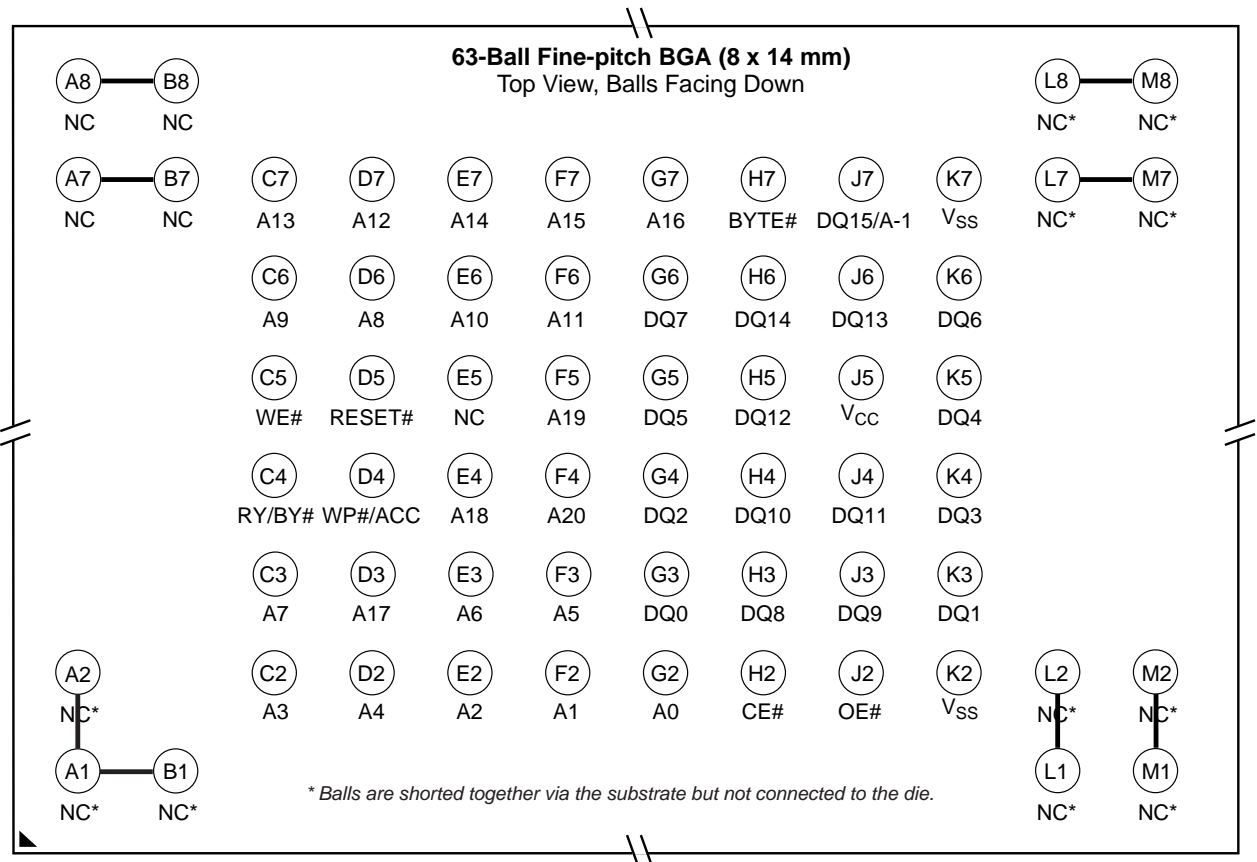 63-Ball Fine-pitch BGA (8 x 14 mm)
Top View, Balls Facing Down
A8 B8 L8 M8
NC NC NC* NC*
A7 B7 C7 D7 E7 F7 G7 H7 J7 K7 L7 M7
NC NC A13 A12 A14 A15 A16 BYTE# DQ15/A-1 VSS NC* NC*
C6 D6 E6 F6 G6 H6 J6 K6
A9 A8 A10 A11 DQ7 DQ14 DQ13 DQ6
C5 D5 E5 F5 G5 H5 J5 K5
WE# RESET# NC A19 DQ5 DQ12 VCC DQ4
C4 D4 E4 F4 G4 H4 J4 K4
RY/BY# WP#/ACC A18 A20 DQ2 DQ10 DQ11 DQ3
C3 D3 E3 F3 G3 H3 J3 K3
A7 A17 A6 A5 DQ0 DQ8 DQ9 DQ1
A2 C2 D2 E2 F2 G2 H2 J2 K2 L2 M2
NC* A3 A4 A2 A1 A0 CE# OE# VSS NC* NC*
A1 B1 L1 M1
NC* NC* NC* NC*
* Balls are shorted together via the substrate but not connected to the die.